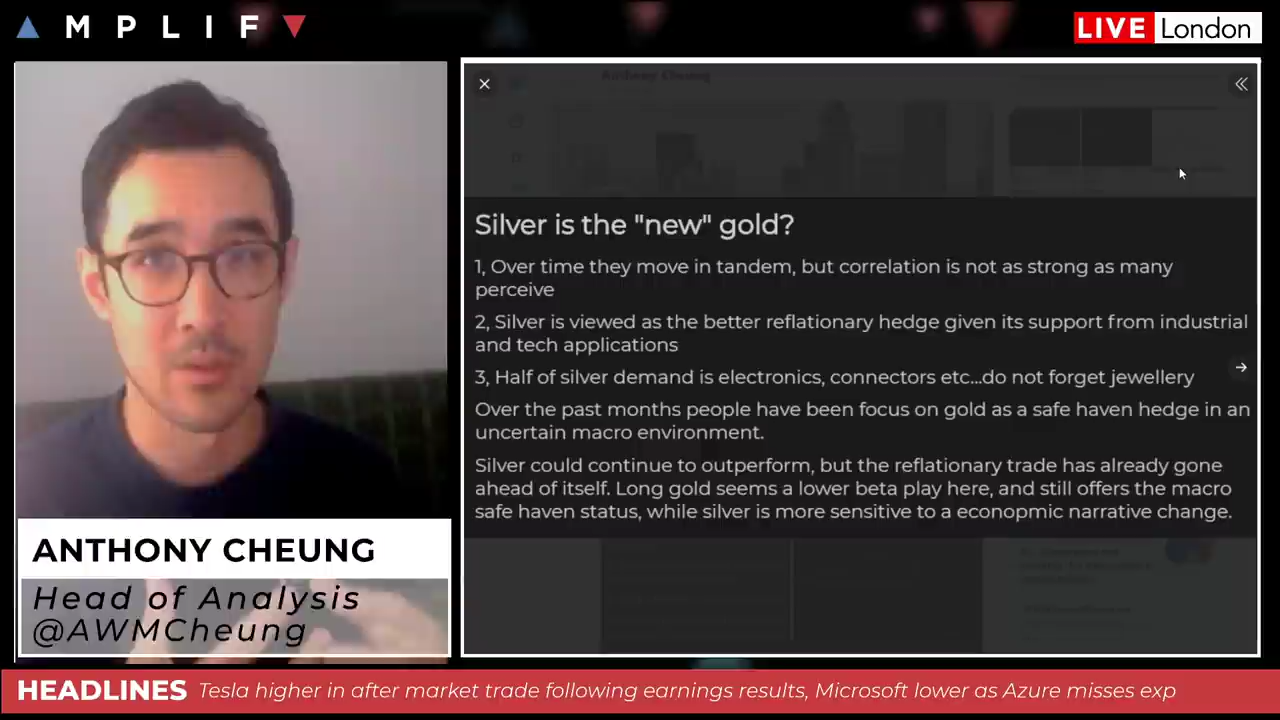 AMPLIFY
LIVE London
Anthony Cheung
Silver is the "new" gold?
1, Over time they move in tandem, but correlation is not as strong as many
perceive
2, Silver is viewed as the better reflationary hedge given its support from industrial
and tech applications
3, Half of silver demand is electronics, connectors etc...do not forget jewellery
Over the past months people have been focus on gold as a safe haven hedge in an
uncertain macro environment.
Silver could continue to outperform, but the reflationary trade has already gone
ahead of itself. Long gold seems a lower beta play here, and still offers the macro
safe haven status, while silver is more sensitive to a econopmic narrative change.
ANTHONY CHEUNG
Head of Analysis
@AWMCheung
HEADLINES Tesla higher in after market trade following earnings results, Microsoft lower as Azure misses exp